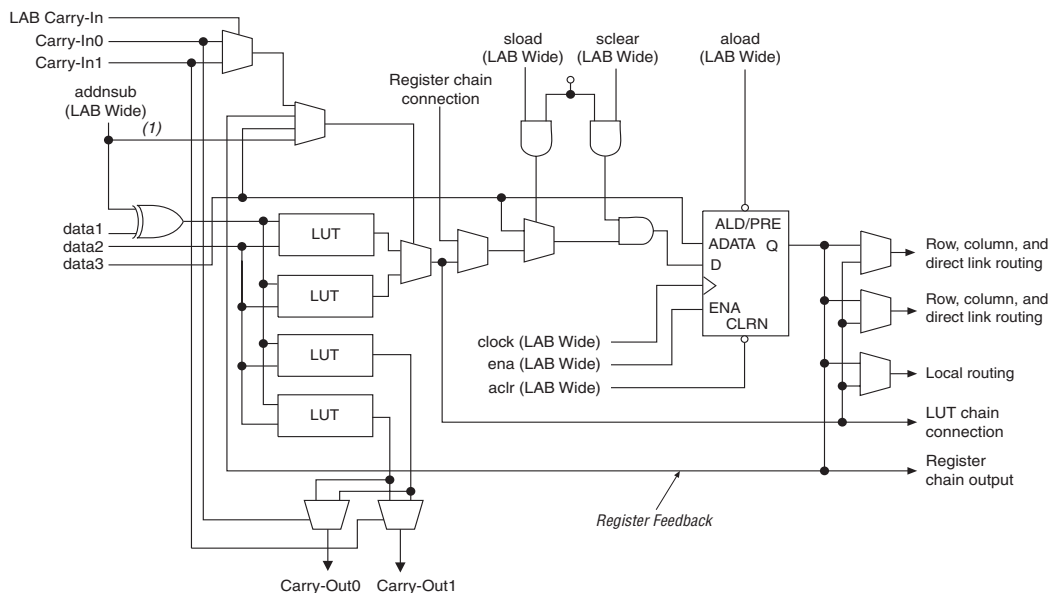 LAB Carry-In
Carry-In0
Carry-In1
addnsub
(LAB Wide)
(1)
Register chain
connection
sload
(LAB Wide)
sclear
(LAB Wide)
aload
(LAB Wide)
data1
data2
data3
LUT
LUT
LUT
LUT
ALD/PRE
ADATA
Q
D
ENA
CLRN
clock (LAB Wide)
ena (LAB Wide)
aclr (LAB Wide)
Row, column, and
direct link routing
Row, column, and
direct link routing
Local routing
LUT chain
connection
Register
chain output
Register Feedback
Carry-Out0
Carry-Out1